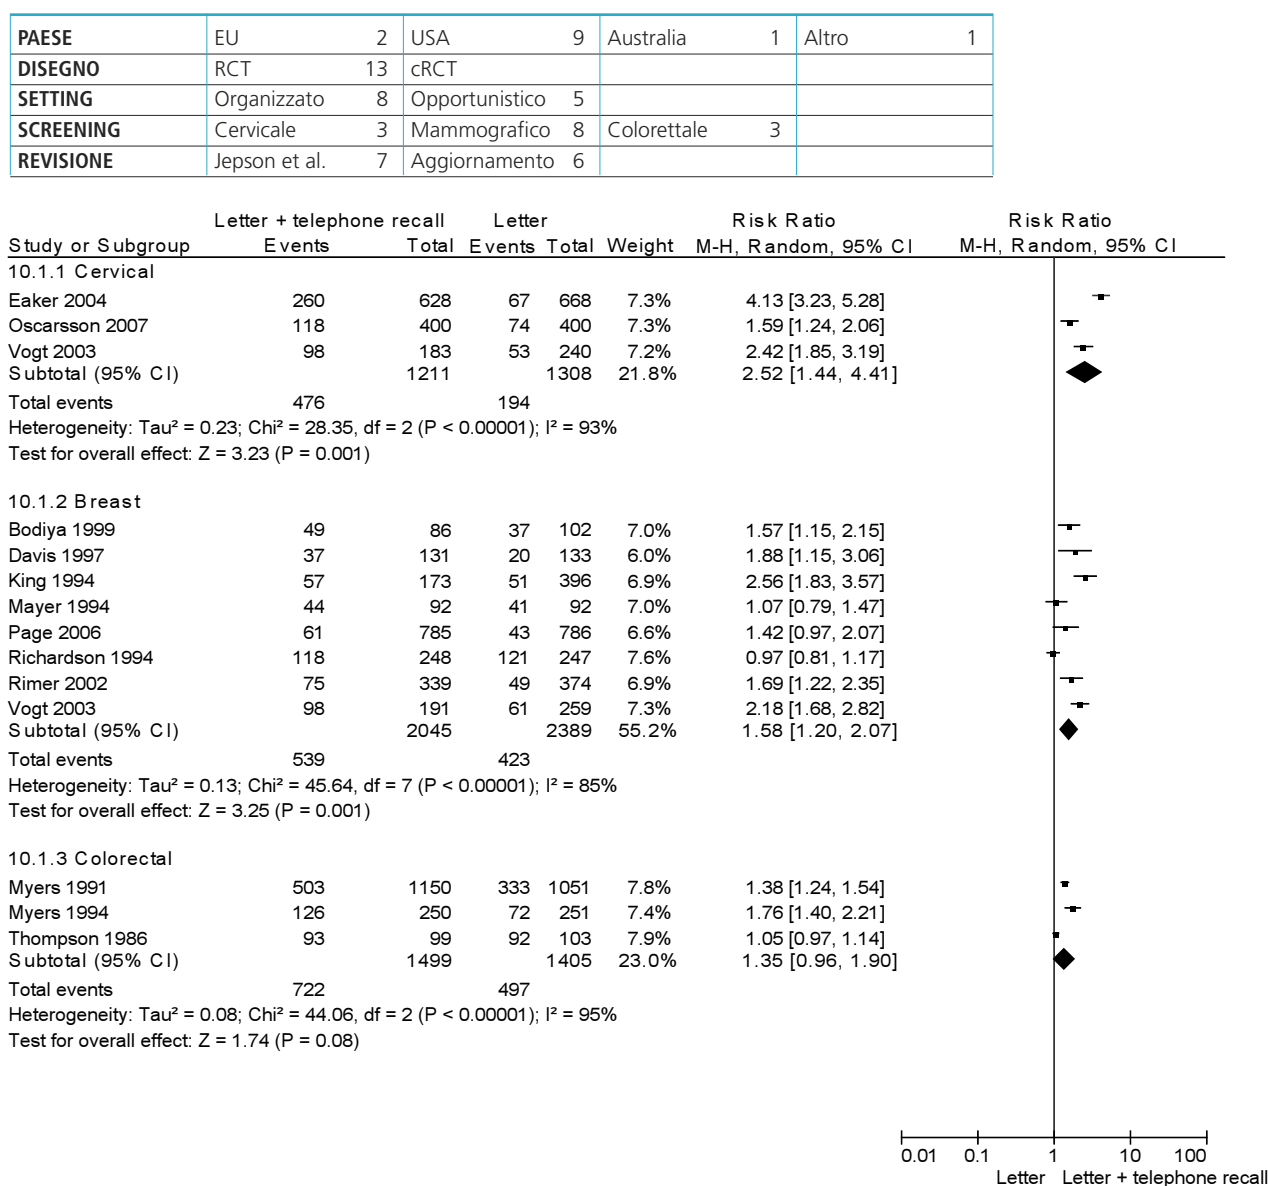 PAESE EU 2 USA 9 Australia 1 Altro 1
DISEGNO RCT 13 cRCT
SETTING Organizzato 8 Opportunistico 5
SCREENING Cervicale 3 Mammografico 8 Colorettale 3
REVISIONE Jepson et al. 7 Aggiornamento 6
Letter + telephone recall Letter Risk Ratio Risk Ratio
Study or Subgroup Events Total Events Total Weight M-H, Random, 95% CI M-H, Random, 95% CI
10.1.1 Cervical
Eaker 2004 260 628 67 668 7.3% 4.13 [3.23, 5.28]
Oscarsson 2007 118 400 74 400 7.3% 1.59 [1.24, 2.06]
Vogt 2003 98 183 53 240 7.2% 2.42 [1.85, 3.19]
Subtotal (95% CI) 1211 1308 21.8% 2.52 [1.44, 4.41]
Total events 476 194
Heterogeneity: Tau² = 0.23; Chi² = 28.35, df = 2 (P < 0.00001); I² = 93%
Test for overall effect: Z = 3.23 (P = 0.001)
10.1.2 Breast
Bodiya 1999 49 86 37 102 7.0% 1.57 [1.15, 2.15]
Davis 1997 37 131 20 133 6.0% 1.88 [1.15, 3.06]
King 1994 57 173 51 396 6.9% 2.56 [1.83, 3.57]
Mayer 1994 44 92 41 92 7.0% 1.07 [0.79, 1.47]
Page 2006 61 785 43 786 6.6% 1.42 [0.97, 2.07]
Richardson 1994 118 248 121 247 7.6% 0.97 [0.81, 1.17]
Rimer 2002 75 339 49 374 6.9% 1.69 [1.22, 2.35]
Vogt 2003 98 191 61 259 7.3% 2.18 [1.68, 2.82]
Subtotal (95% CI) 2045 2389 55.2% 1.58 [1.20, 2.07]
Total events 539 423
Heterogeneity: Tau² = 0.13; Chi² = 45.64, df = 7 (P < 0.00001); I² = 85%
Test for overall effect: Z = 3.25 (P = 0.001)
10.1.3 Colorectal
Myers 1991 503 1150 333 1051 7.8% 1.38 [1.24, 1.54]
Myers 1994 126 250 72 251 7.4% 1.76 [1.40, 2.21]
Thompson 1986 93 99 92 103 7.9% 1.05 [0.97, 1.14]
Subtotal (95% CI) 1499 1405 23.0% 1.35 [0.96, 1.90]
Total events 722 497
Heterogeneity: Tau² = 0.08; Chi² = 44.06, df = 2 (P < 0.00001); I² = 95%
Test for overall effect: Z = 1.74 (P = 0.08)
0.01 0.1 1 10 100
Letter Letter + telephone recall